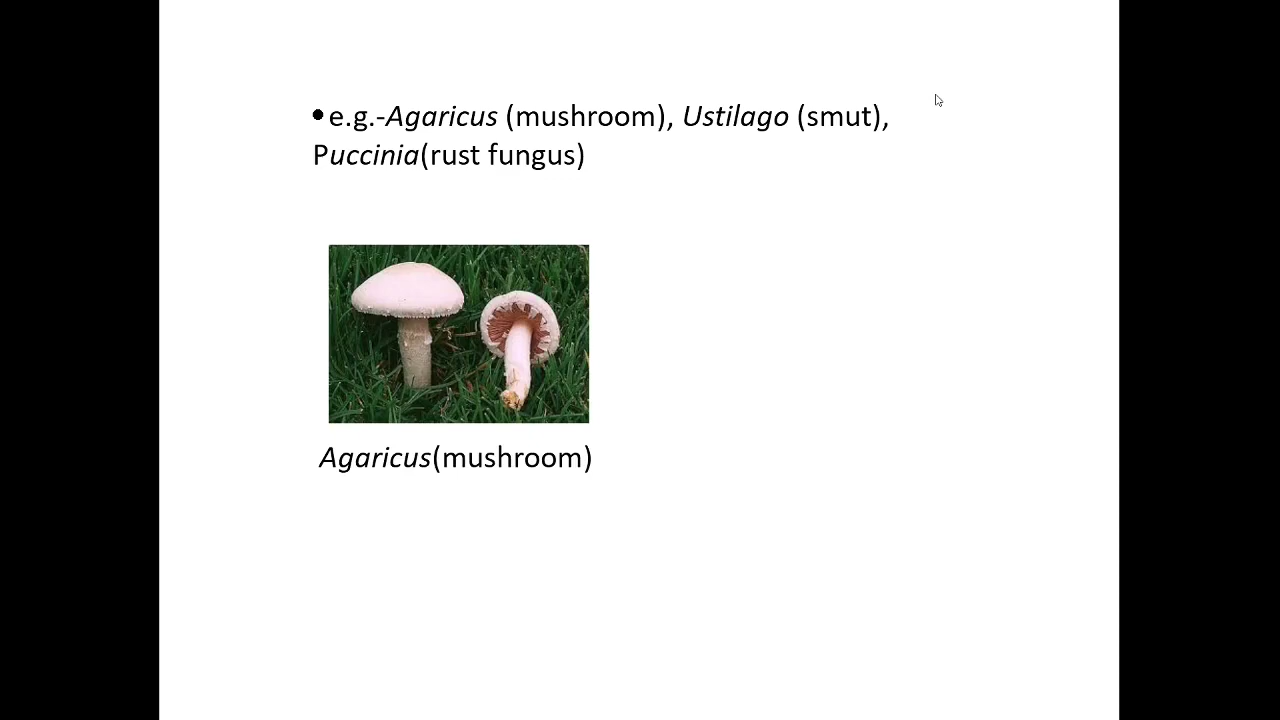 •e.g.-Agaricus (mushroom), Ustilago (smut),
Puccinia(rust fungus)
Agaricus(mushroom)